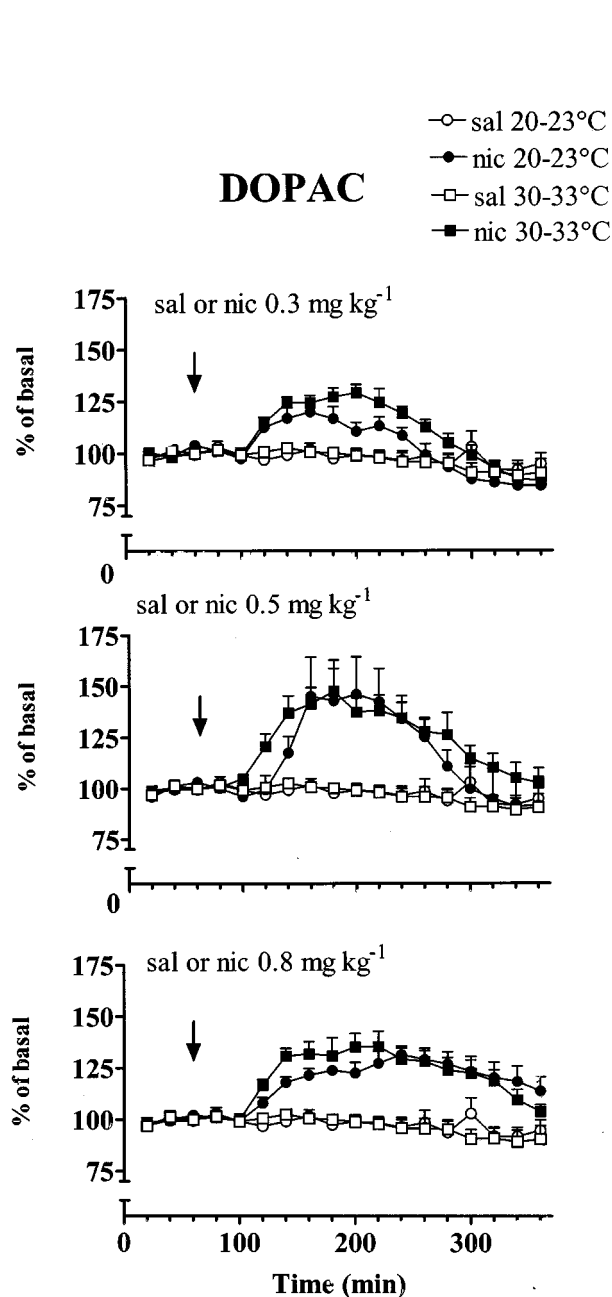 sal 20-23°C
nic 20-23°C
DOPAC
sal 30-33°C
nic 30-33°C
175
sal or nic 0.3 mg kg-1
150
125
% of basal
100
75
0
sal or nic 0.5 mg kg-1
175
150
125
% of basal
100
75
0
175
sal or nic 0.8 mg kg-1
150
125
% of basal
100
75
0
100
200
300
Time (min)